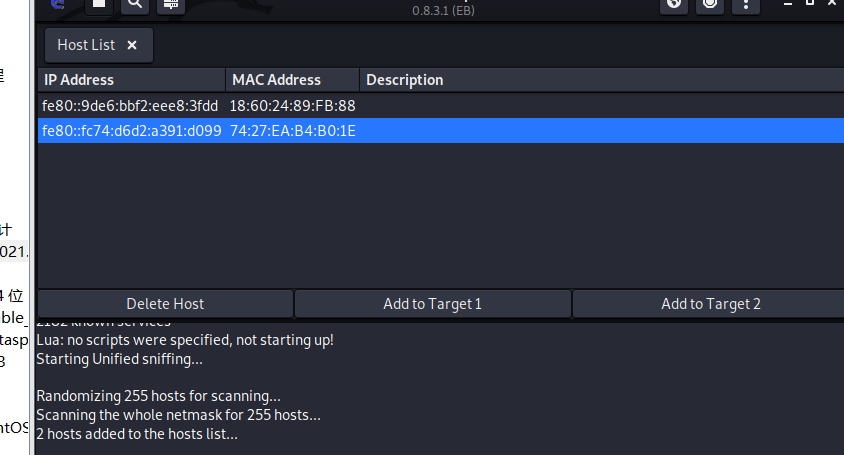 0.8.3.1 (EB)
Host List ×
IP Address MAC Address Description
fe80::9de6:bbf2:eee8:3fdd 18:60:24:89:FB:88
fe80::fc74:d6d2:a391:d099 74:27:EA:B4:B0:1E
计
021.
位
able_
tasp
3
ntOS
Delete Host Add to Target 1 Add to Target 2
2182 known services
Lua: no scripts were specified, not starting up!
Starting Unified sniffing...
Randomizing 255 hosts for scanning...
Scanning the whole netmask for 255 hosts...
2 hosts added to the hosts list...